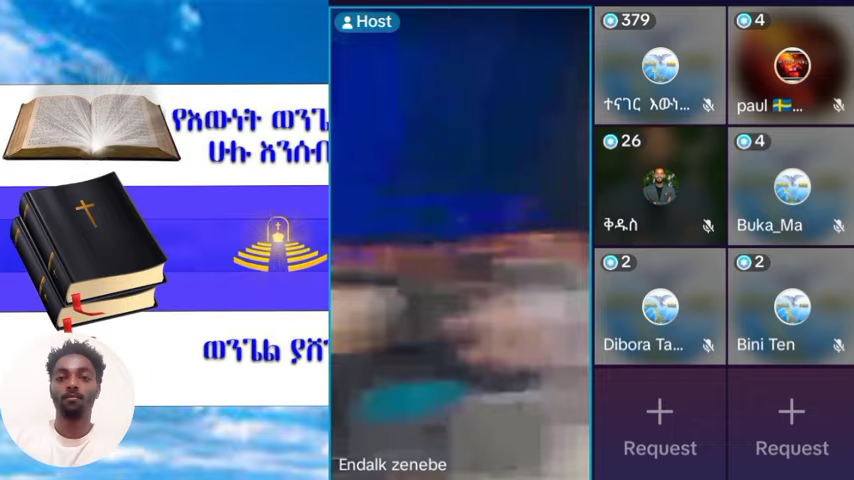 የእውነት ወንጌ
ሁሉ እንሰብ
ወንጌል ያሸ
Host
Endalk zenebe
379
ተናገር እውነ...
4
paul 🇸🇪...
26
ቅዱስ
4
Buka_Ma
2
Dibora Ta...
2
Bini Ten
Request
Request